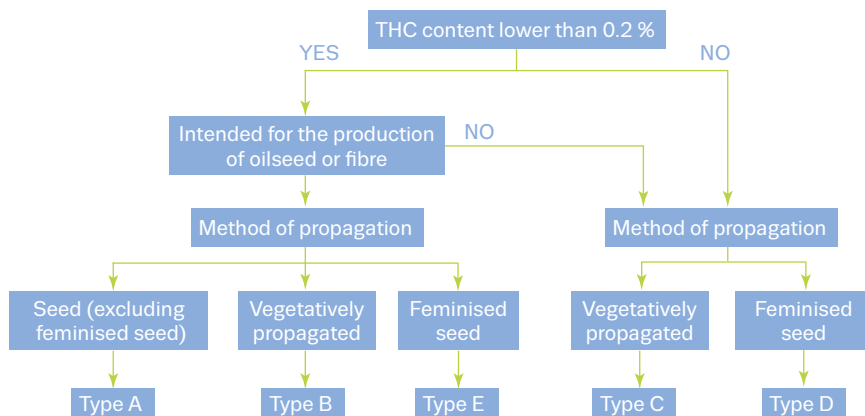 THC content lower than 0.2 %
YES
NO
Intended for the production
of oilseed or fibre
NO
Method of propagation
Method of propagation
Seed (excluding
feminised seed)
Vegetatively
propagated
Feminised
seed
Vegetatively
propagated
Feminised
seed
Type A
Type B
Type E
Type C
Type D